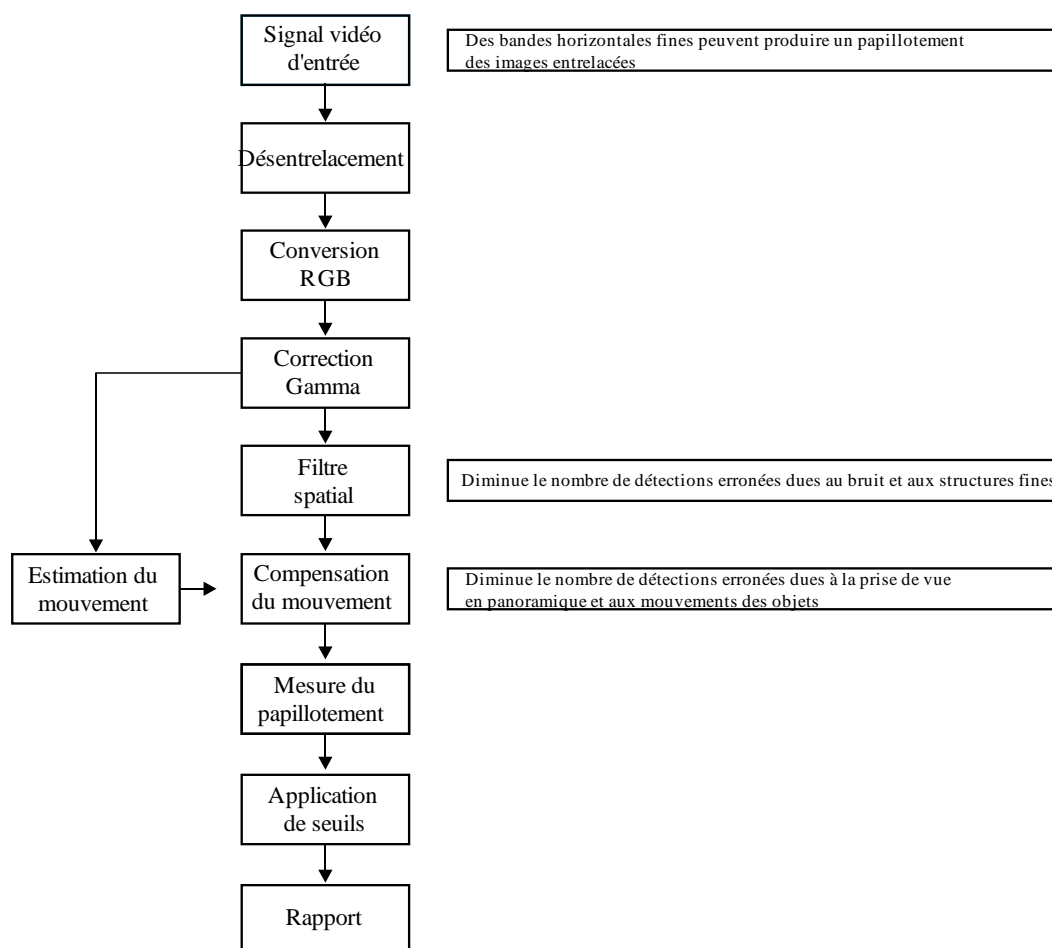 Signal vidéo
d'entrée
Des bandes horizontales fines peuvent produire un papillotement
des images entrelacées
Désentrelacement
Conversion
RGB
Correction
Gamma
Filtre
spatial
Diminue le nombre de détections erronées dues au bruit et aux structures fines
Estimation du
mouvement
Compensation
du mouvement
Diminue le nombre de détections erronées dues à la prise de vue
en panoramique et aux mouvements des objets
Mesure du
papillotement
Application
de seuils
Rapport